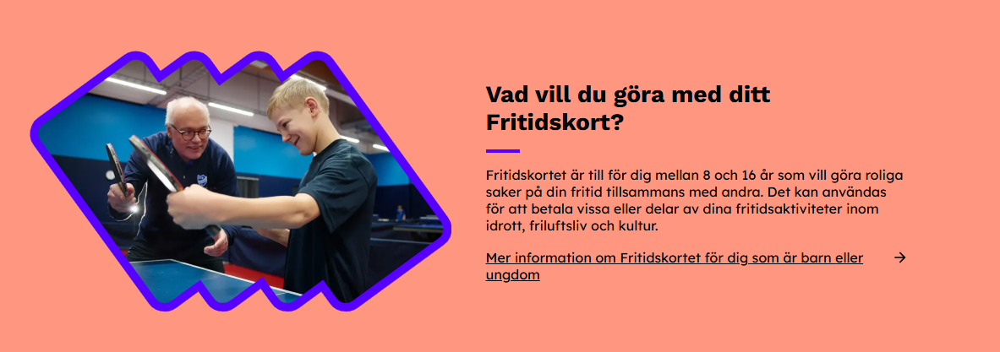 Vad vill du göra med ditt
Fritidskort?
Fritidskortet är till för dig mellan 8 och 16 år som vill göra roliga
saker på din fritid tillsammans med andra. Det kan användas
för att betala vissa eller delar av dina fritidsaktiviteter inom
idrott, friluftsliv och kultur.
Mer information om Fritidskortet för dig som är barn eller
ungdom